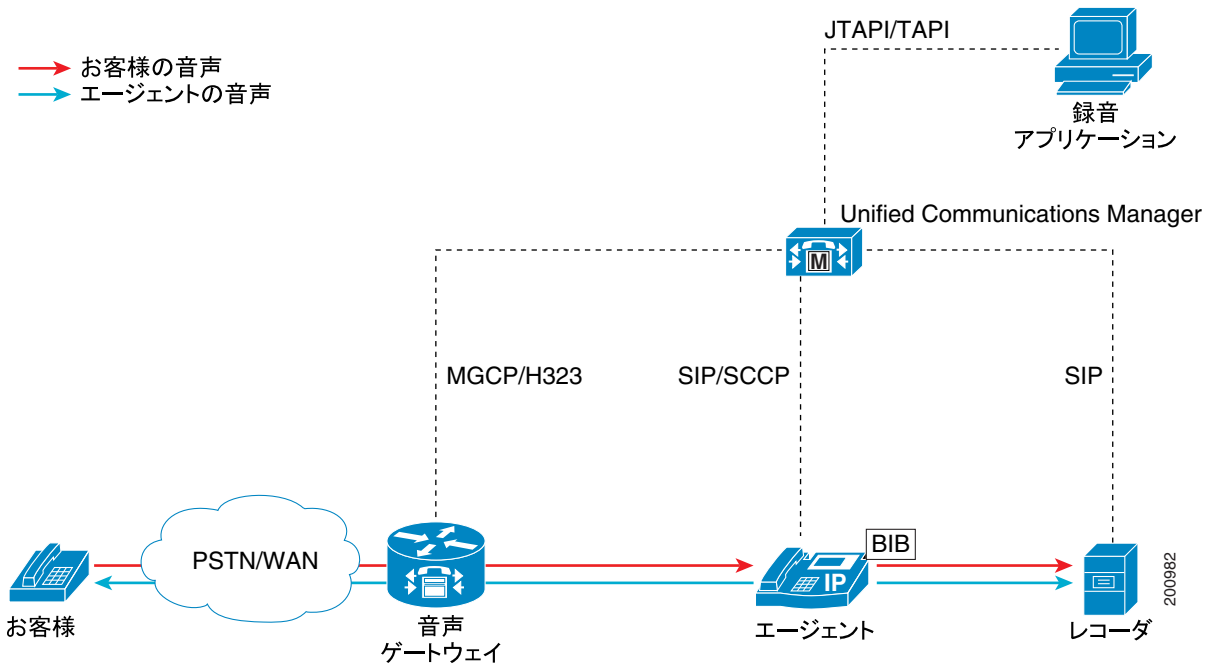 JTAPI/TAPI
お客様の音声
エージェントの音声
録音
アプリケーション
Unified Communications Manager
M
MGCP/H323
SIP/SCCP
SIP
PSTN/WAN
BIB
IP
200982
お客様
音声
ゲートウェイ
エージェント
レコーダ